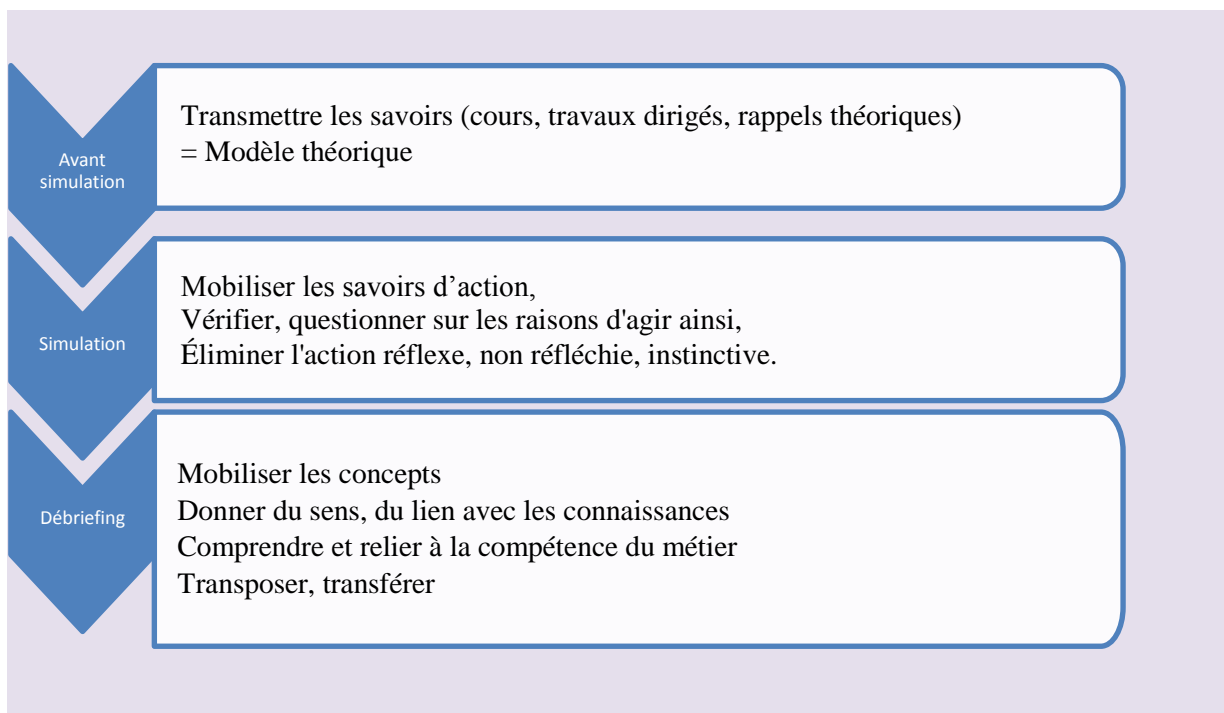 Avant
simulation
Transmettre les savoirs (cours, travaux dirigés, rappels théoriques)
= Modèle théorique
Simulation
Mobiliser les savoirs d’action,
Vérifier, questionner sur les raisons d'agir ainsi,
Éliminer l'action réflexe, non réfléchie, instinctive.
Débriefing
Mobiliser les concepts
Donner du sens, du lien avec les connaissances
Comprendre et relier à la compétence du métier
Transposer, transférer